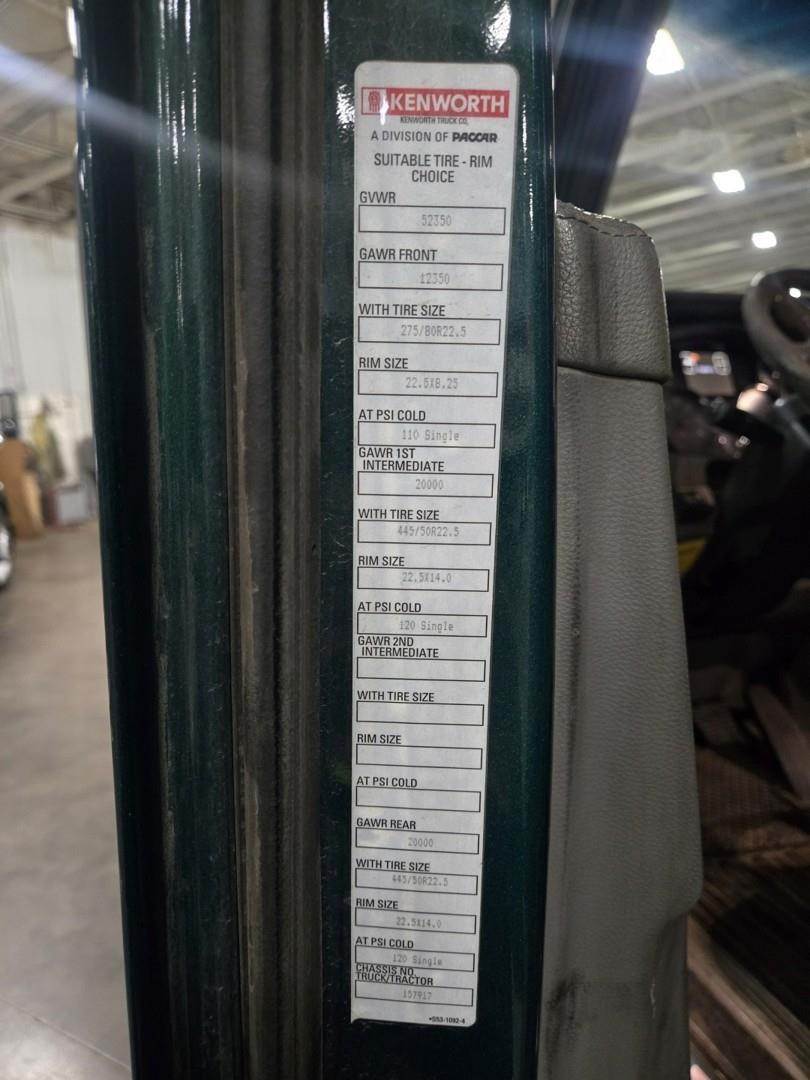 KENWORTH
KENWORTH TRUCK CO.
A DIVISION OF PACCAR
SUITABLE TIRE - RIM
CHOICE
GVWR
52350
GAWR FRONT
12350
WITH TIRE SIZE
275/80R22.5
RIM SIZE
22.5X8.25
AT PSI COLD
110 Single
GAWR 1ST
INTERMEDIATE
20000
WITH TIRE SIZE
445/50R22.5
RIM SIZE
22.5X14.0
AT PSI COLD
120 Single
GAWR 2ND
INTERMEDIATE
WITH TIRE SIZE
RIM SIZE
AT PSI COLD
GAWR REAR
20000
WITH TIRE SIZE
445/50R22.5
RIM SIZE
22.5X14.0
AT PSI COLD
120 Single
CHASSIS NO.
TRUCK/TRACTOR
157917
*S53-1092-4